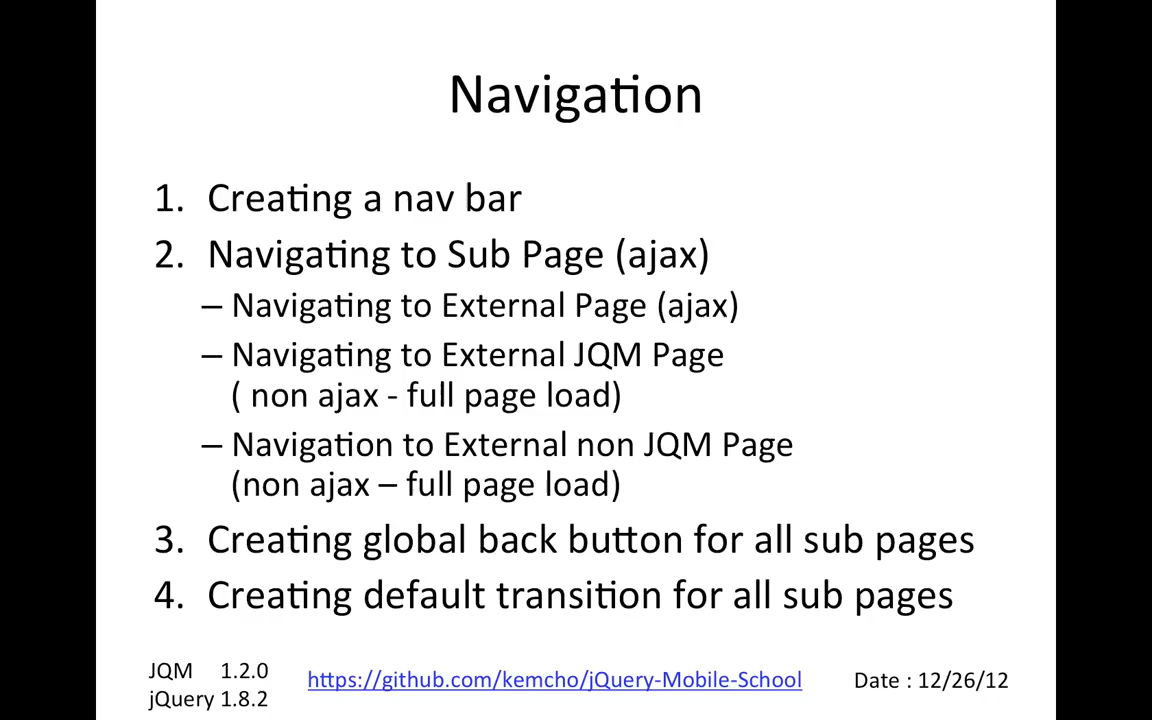 Navigation
1. Creating a nav bar
2. Navigating to Sub Page (ajax)
– Navigating to External Page (ajax)
– Navigating to External JQM Page
( non ajax - full page load)
– Navigation to External non JQM Page
(non ajax – full page load)
3. Creating global back button for all sub pages
4. Creating default transition for all sub pages
JQM 1.2.0
jQuery 1.8.2
https://github.com/kemcho/jQuery-Mobile-School
Date : 12/26/12